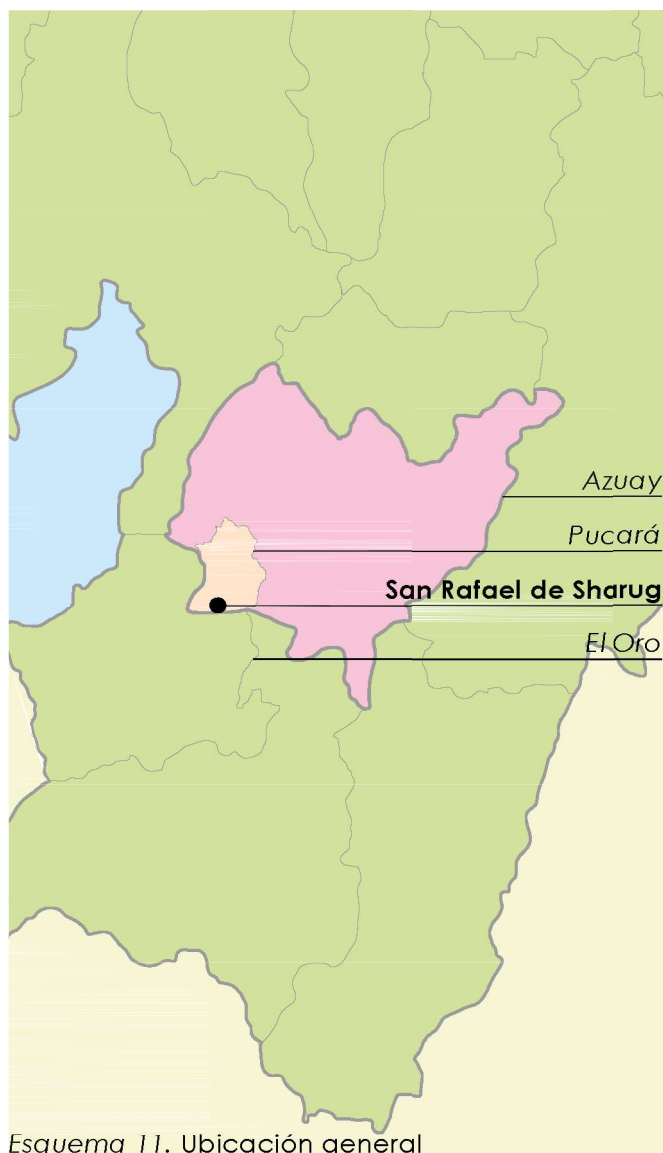 Azuay
Pucará
San Rafael de Sharug
El Oro
Esquema 11. Ubicación general